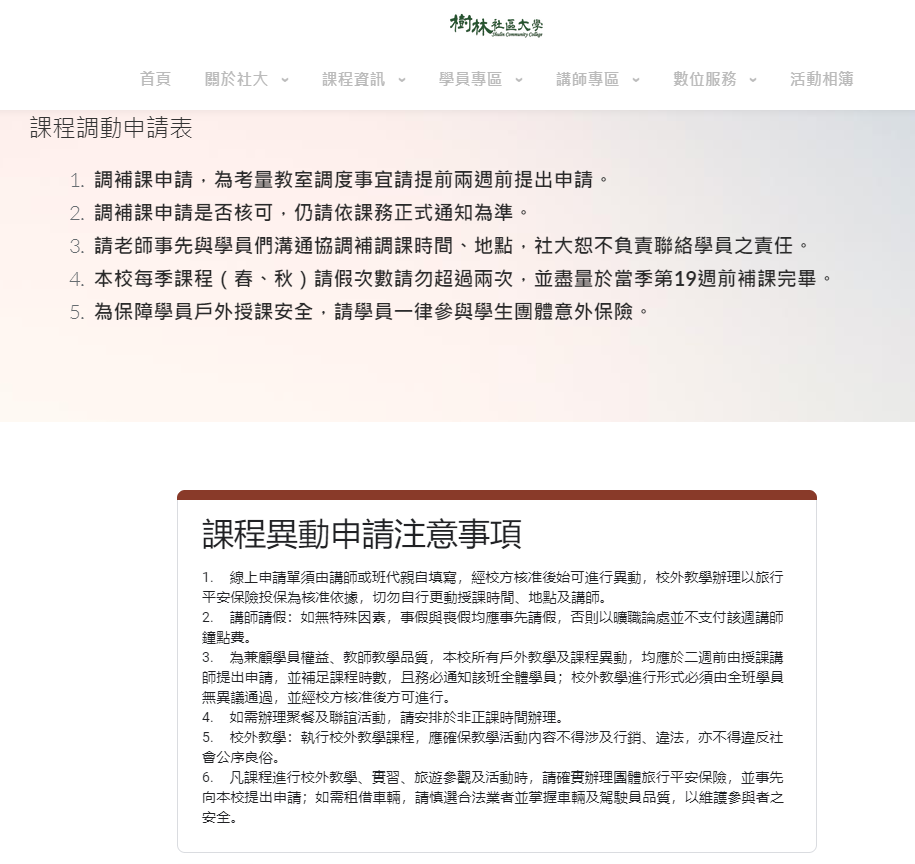 樹林社區大學
Shulin Community College
首頁 關於社大 課程資訊 學員專區 講師專區 數位服務 活動相簿
課程調動申請表
1. 調補課申請，為考量教室調度事宜請提前兩週前提出申請。
2. 調補課申請是否核可，仍請依課務正式通知為準。
3. 請老師事先與學員們溝通協調補調課時間、地點，社大恕不負責聯絡學員之責任。
4. 本校每季課程（春、秋）請假次數請勿超過兩次，並盡量於當季第19週前補課完畢。
5. 為保障學員戶外授課安全，請學員一律參與學生團體意外保險。
課程異動申請注意事項
1. 線上申請單須由講師或班代親自填寫，經校方核准後始可進行異動，校外教學辦理以旅行
平安保險投保為核准依據，切勿自行更動授課時間、地點及講師。
2. 講師請假：如無特殊因素，事假與喪假均應事先請假，否則以曠職論處並不支付該週講師
鐘點費。
3. 為兼顧學員權益、教師教學品質，本校所有戶外教學及課程異動，均應於二週前由授課講
師提出申請，並補足課程時數，且務必通知該班全體學員；校外教學進行形式必須由全班學員
無異議通過，並經校方核准後方可進行。
4. 如需辦理聚餐及聯誼活動，請安排於非正課時間辦理。
5. 校外教學：執行校外教學課程，應確保教學活動內容不得涉及行銷、違法，亦不得違反社
會公序良俗。
6. 凡課程進行校外教學、實習、旅遊參觀及活動時，請確實辦理團體旅行平安保險，並事先
向本校提出申請；如需租借車輛，請慎選合法業者並掌握車輛及駕駛員品質，以維護參與者之
安全。